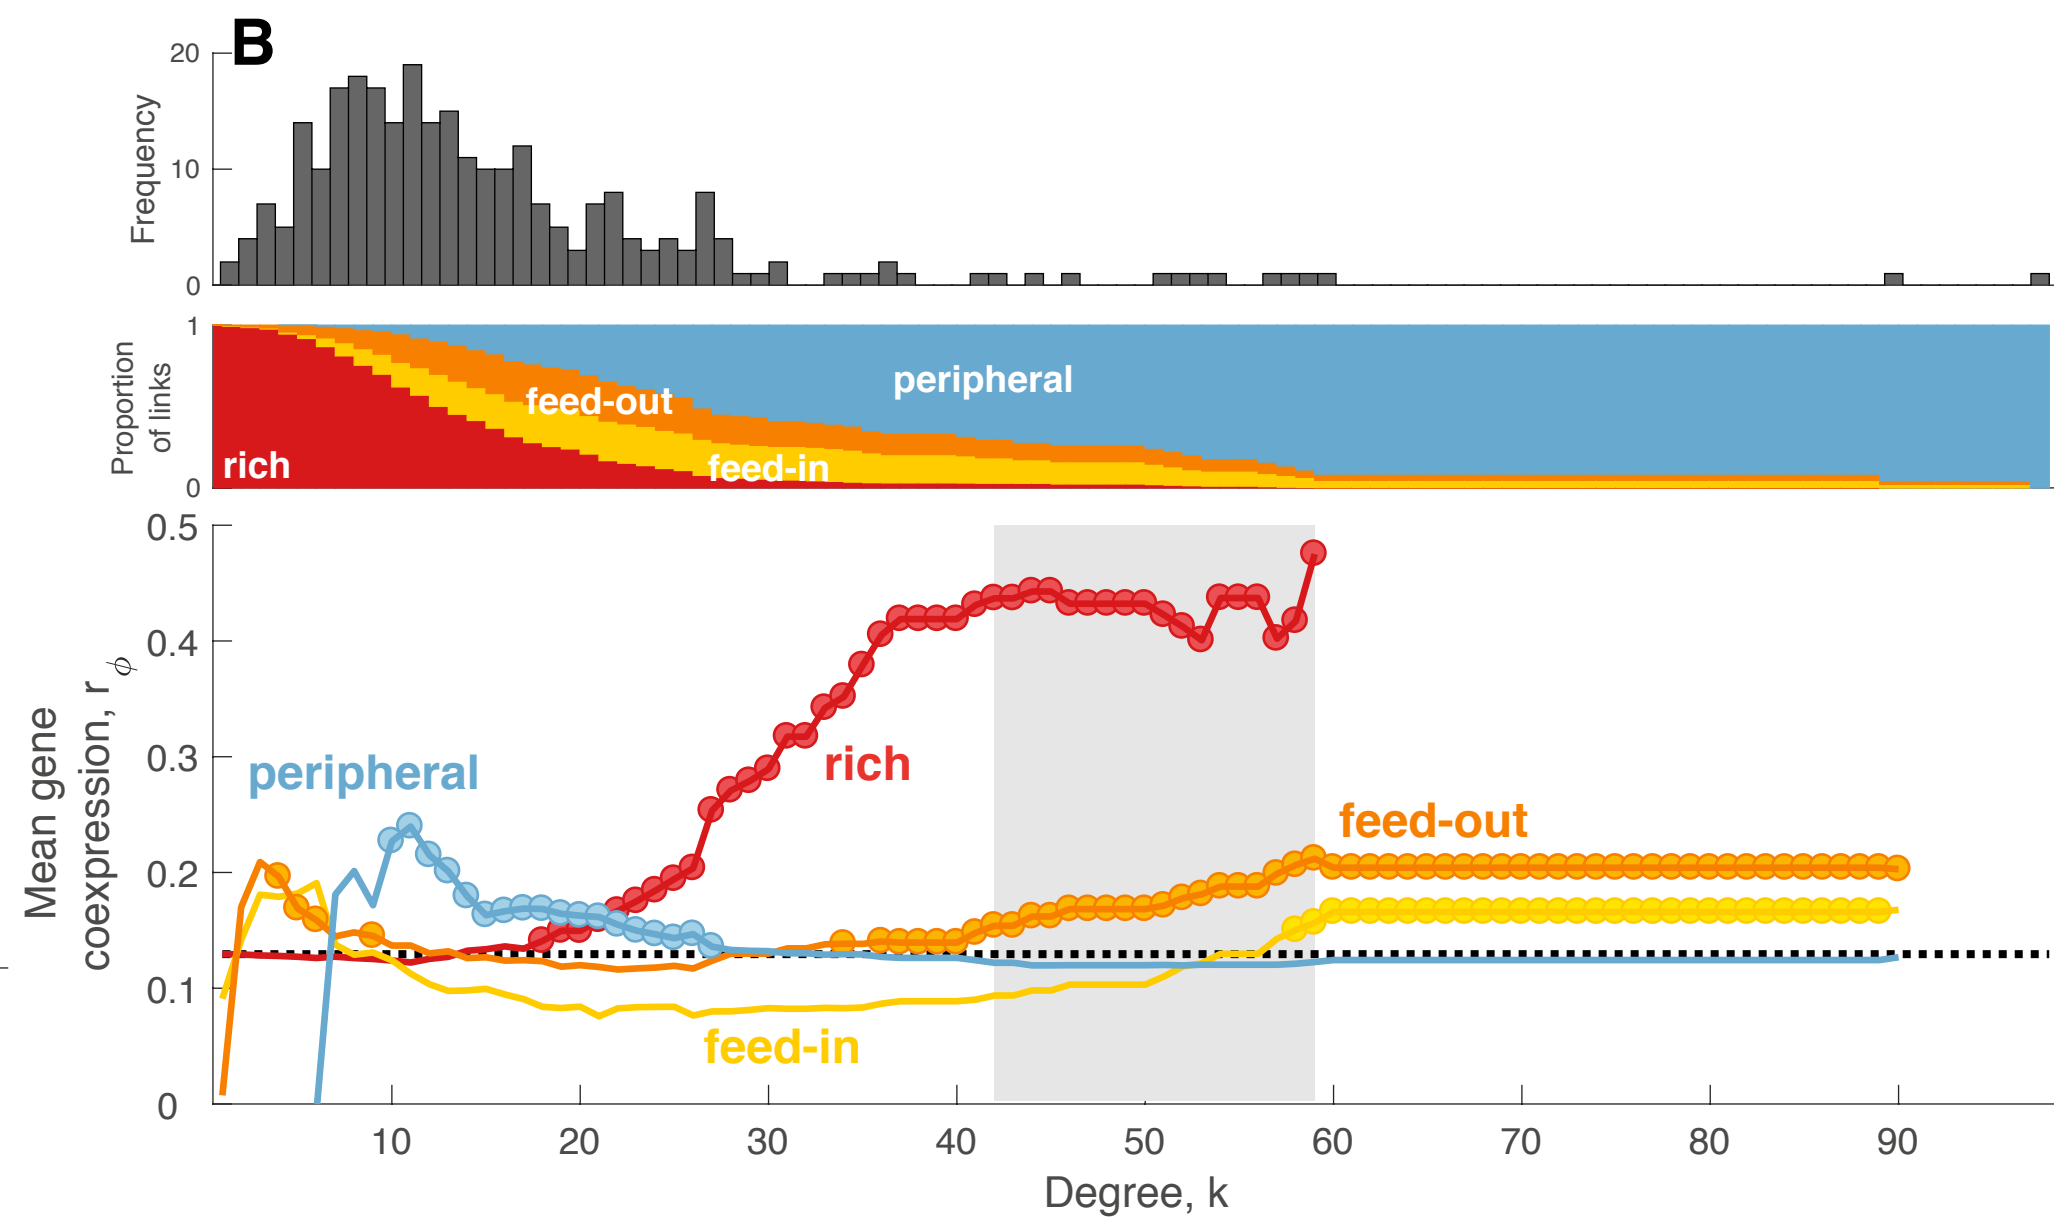 B
20
10
0
Frequency
1
0
Proportion
of links
peripheral
feed-out
feed-in
rich
0.5
0.4
0.3
0.2
0.1
0
Mean gene
coexpression, r ϕ
peripheral
rich
feed-out
feed-in
10 20 30 40 50 60 70 80 90
Degree, k